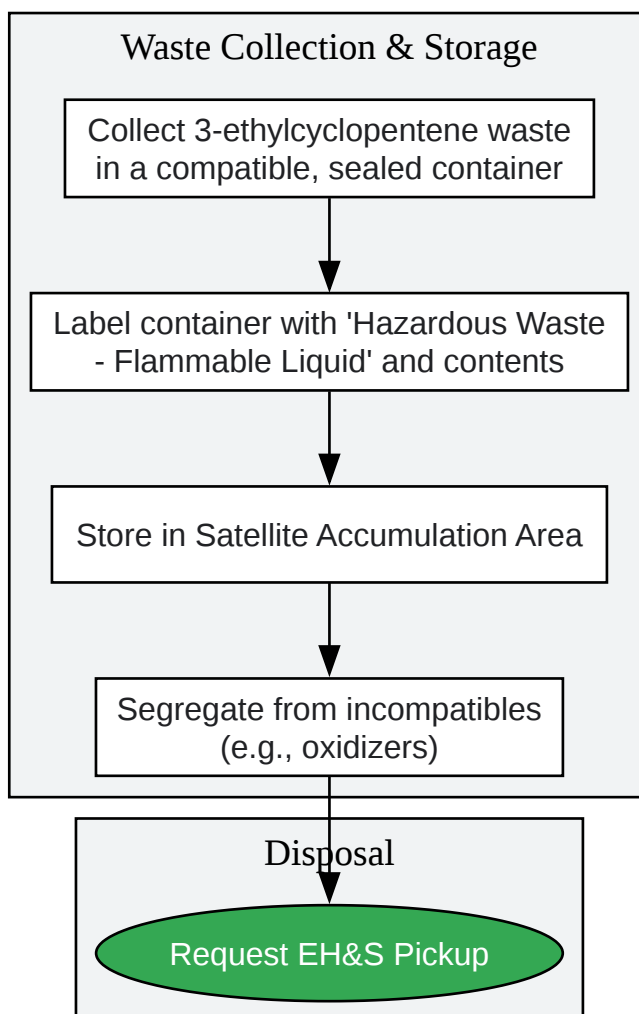 Waste Collection & Storage
Collect 3-ethylcyclopentene waste
in a compatible, sealed container
Label container with 'Hazardous Waste
- Flammable Liquid' and contents
Store in Satellite Accumulation Area
Segregate from incompatibles
(e.g., oxidizers)
Disposal
Request EH&S Pickup